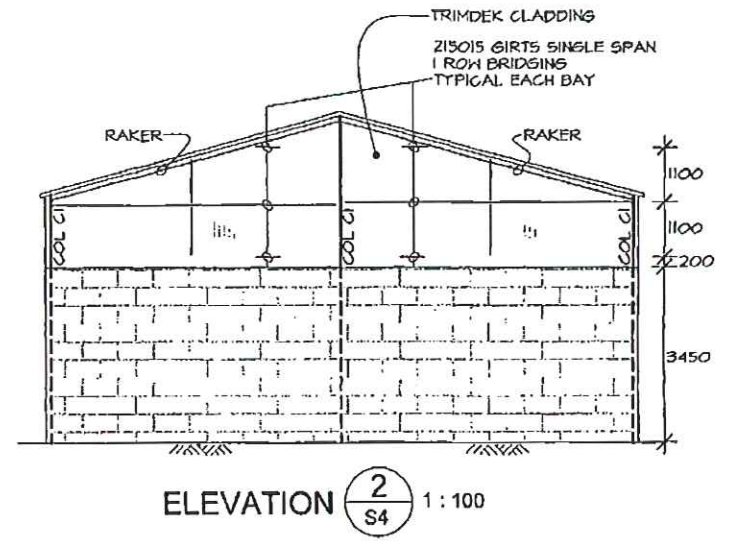 TRIMDEK CLADDING
Z15015 GIRTS SINGLE SPAN
1 ROW BRIDGING
TYPICAL EACH BAY
RAKER
RAKER
1100
COL C1
COL C1
COL C1
1100
200
3450
ELEVATION 2 1 : 100
S4